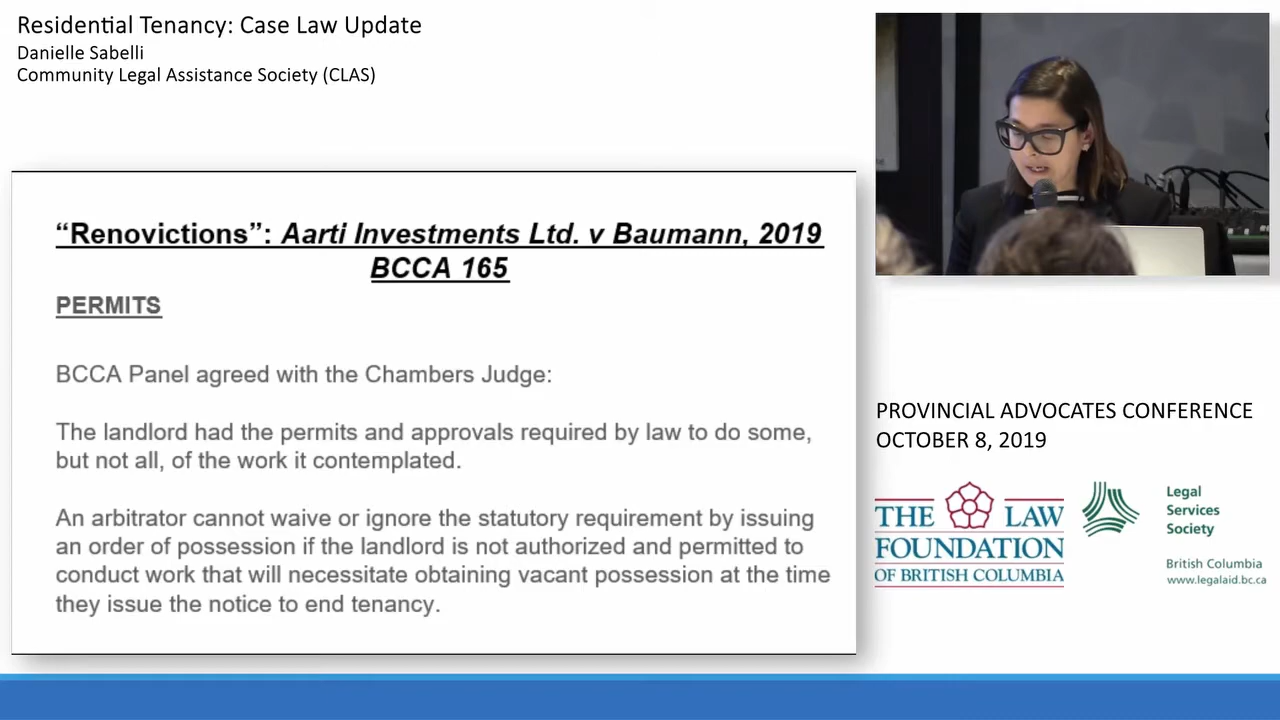 Residential Tenancy: Case Law Update
Danielle Sabelli
Community Legal Assistance Society (CLAS)
“Renovictions”: Aarti Investments Ltd. v Baumann, 2019
BCCA 165
PERMITS
BCCA Panel agreed with the Chambers Judge:
The landlord had the permits and approvals required by law to do some,
but not all, of the work it contemplated.
An arbitrator cannot waive or ignore the statutory requirement by issuing
an order of possession if the landlord is not authorized and permitted to
conduct work that will necessitate obtaining vacant possession at the time
they issue the notice to end tenancy.
PROVINCIAL ADVOCATES CONFERENCE
OCTOBER 8, 2019
THE LAW
FOUNDATION
OF BRITISH COLUMBIA
Legal
Services
Society
British Columbia
www.legalaid.bc.ca